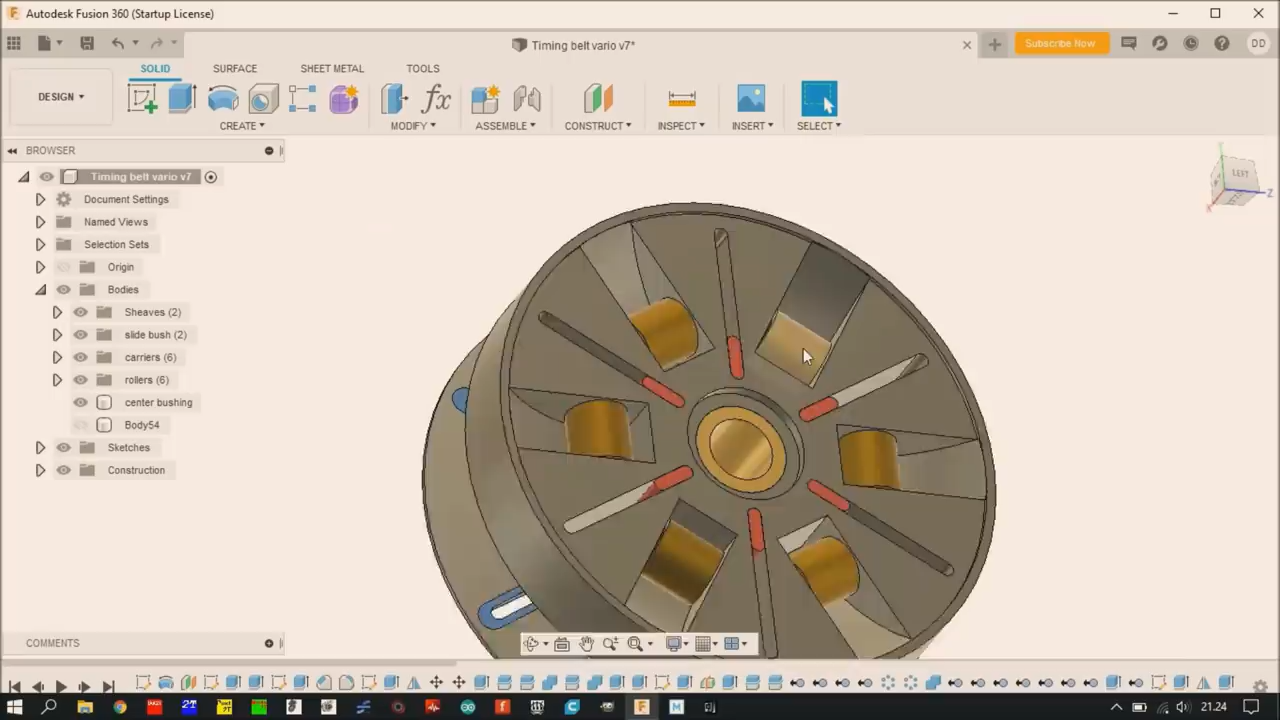 Autodesk Fusion 360 (Startup License)
Timing belt vario v7*
Subscribe Now
DD
DESIGN
SOLID
SURFACE
SHEET METAL
TOOLS
CREATE
MODIFY
ASSEMBLE
CONSTRUCT
INSPECT
INSERT
SELECT
BROWSER
Timing belt vario v7
Document Settings
Named Views
Selection Sets
Origin
Bodies
Sheaves (2)
slide bush (2)
carriers (6)
rollers (6)
center bushing
Body54
Sketches
Construction
LEFT
Z
X
COMMENTS
21.24